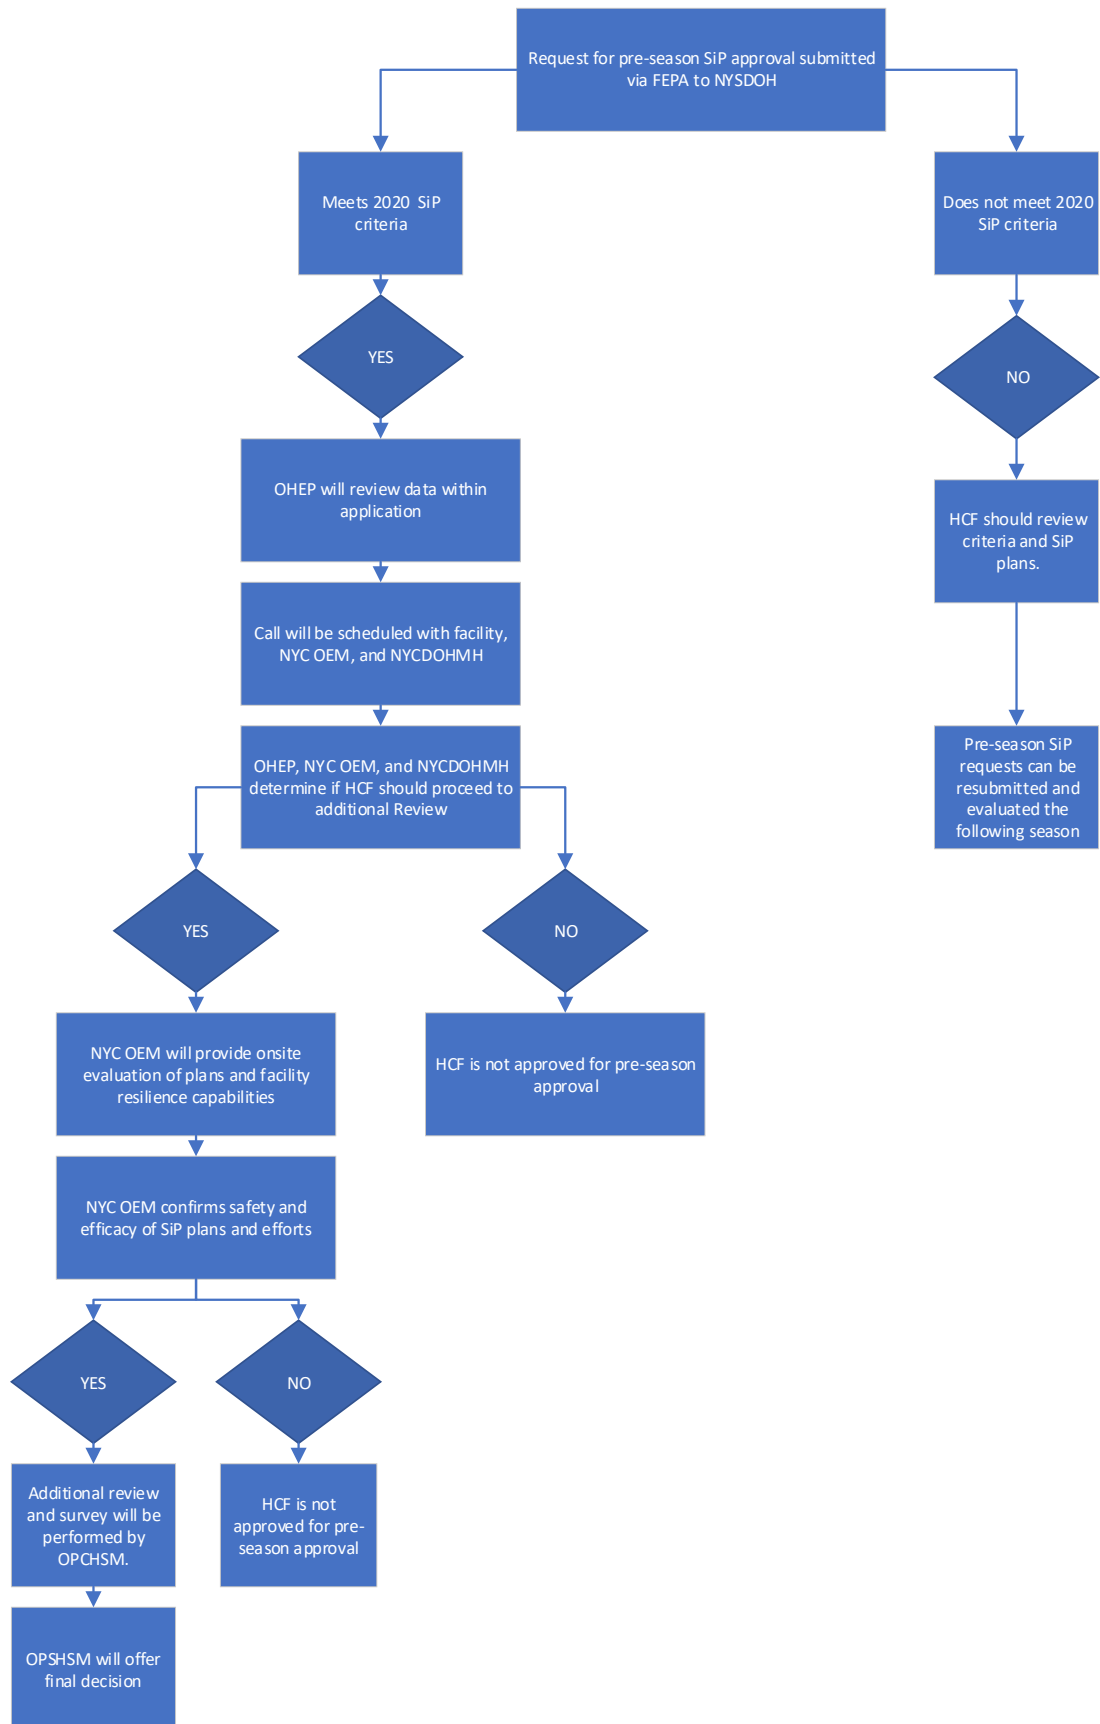 Request for pre-season SiP approval submitted
via FEPA to NYSDOH
Meets 2020 SiP
criteria
Does not meet 2020
SiP criteria
YES
NO
OHEP will review data within
application
HCF should review
criteria and SiP
plans.
Call will be scheduled with facility,
NYC OEM, and NYCDOHMH
OHEP, NYC OEM, and NYCDOHMH
determine if HCF should proceed to
additional Review
Pre-season SiP
requests can be
resubmitted and
evaluated the
following season
YES
NO
NYC OEM will provide onsite
evaluation of plans and facility
resilience capabilities
HCF is not approved for pre-season
approval
NYC OEM confirms safety and
efficacy of SiP plans and efforts
YES
NO
Additional review
and survey will be
performed by
OPCHSM.
HCF is not
approved for pre-
season approval
OPSHSM will offer
final decision